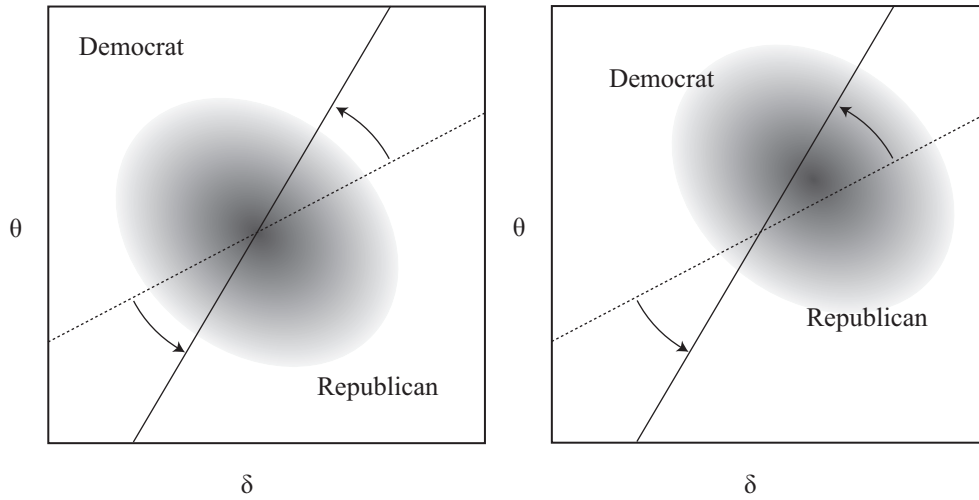 Democrat
θ
Republican
δ
Democrat
θ
Republican
δ